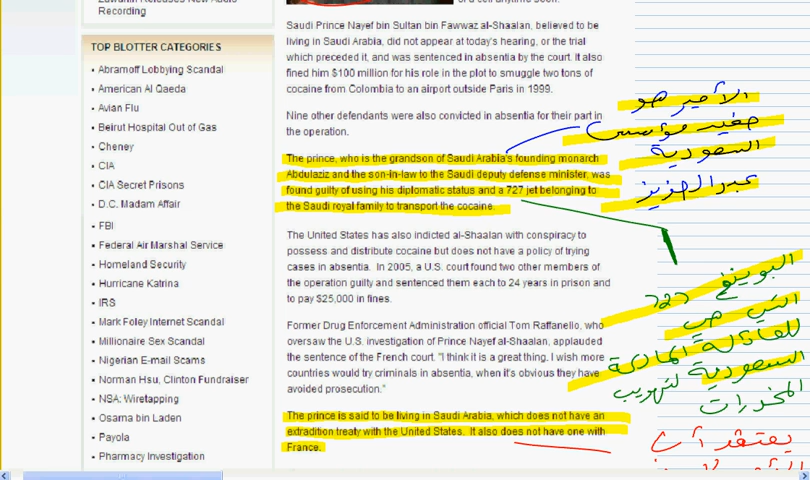 Recording
TOP BLOTTER CATEGORIES
• Abramoff Lobbying Scandal
• American Al Qaeda
• Avian Flu
• Beirut Hospital Out of Gas
• Cheney
• CIA
• CIA Secret Prisons
• D.C. Madam Affair
• FBI
• Federal Air Marshal Service
• Homeland Security
• Hurricane Katrina
• IRS
• Mark Foley Internet Scandal
• Millionaire Sex Scandal
• Nigerian E-mail Scams
• Norman Hsu, Clinton Fundraiser
• NSA: Wiretapping
• Osama bin Laden
• Payola
• Pharmacy Investigation
Saudi Prince Nayef bin Sultan bin Fawwaz al-Shaalan, believed to be
living in Saudi Arabia, did not appear at today's hearing, or the trial
which preceded it, and was sentenced in absentia by the court. It also
fined him $100 million for his role in the plot to smuggle two tons of
cocaine from Colombia to an airport outside Paris in 1999.
Nine other defendants were also convicted in absentia for their part in
the operation.
The prince, who is the grandson of Saudi Arabia's founding monarch
Abdulaziz and the son-in-law to the Saudi deputy defense minister, was
found guilty of using his diplomatic status and a 727 jet belonging to
the Saudi royal family to transport the cocaine.
The United States has also indicted al-Shaalan with conspiracy to
possess and distribute cocaine but does not have a policy of trying
cases in absentia. In 2005, a U.S. court found two other members of
the operation guilty and sentenced them each to 24 years in prison and
to pay $25,000 in fines.
Former Drug Enforcement Administration official Tom Raffanello, who
oversaw the U.S. investigation of Prince Nayef al-Shaalan, applauded
the sentence of the French court. "I think it is a great thing. I wish more
countries would try criminals in absentia, when it's obvious they have
avoided prosecution."
The prince is said to be living in Saudi Arabia, which does not have an
extradition treaty with the United States. It also does not have one with
France.
الأمير هو
حفيد مؤسس
السعودية
عبدالعزيز
البوينغ 727
التي هي
للعائلة المالكة
السعودية لتهريب
المخدرات
يعتقد أن